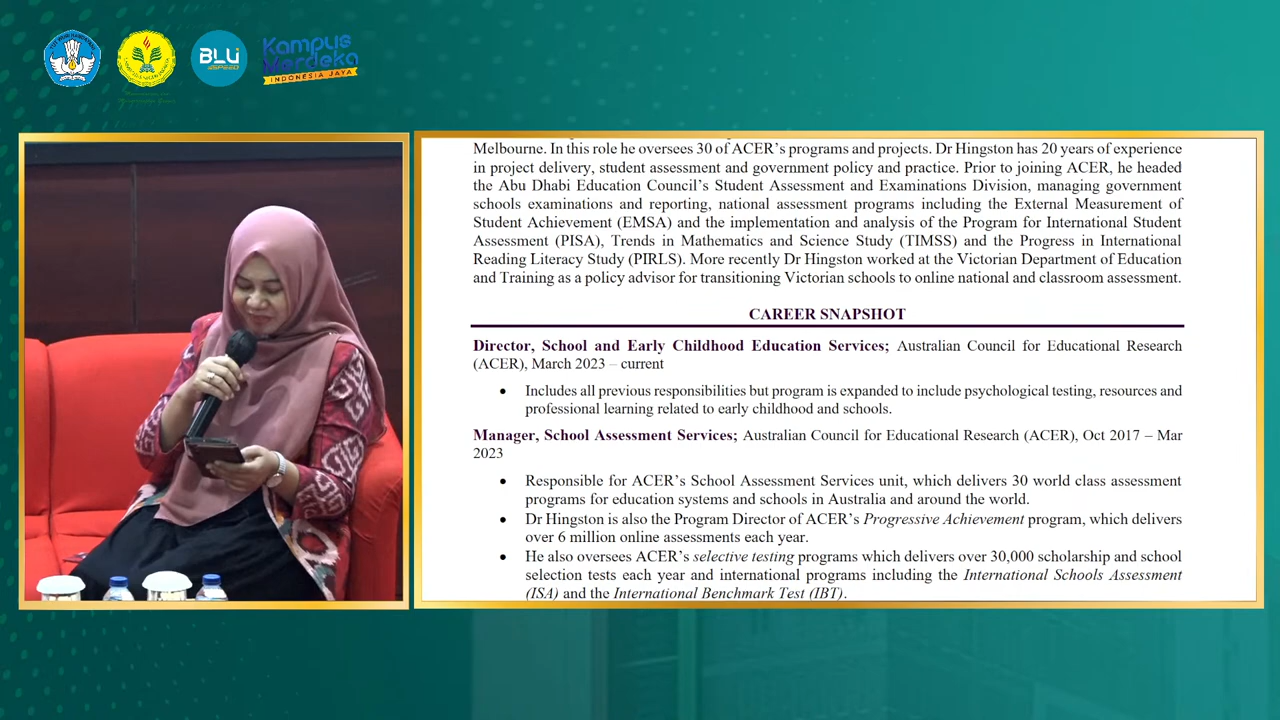 BLU
SPEED
Kampus
Merdeka
INDONESIA JAYA
Melbourne. In this role he oversees 30 of ACER's programs and projects. Dr Hingston has 20 years of experience
in project delivery, student assessment and government policy and practice. Prior to joining ACER, he headed
the Abu Dhabi Education Council's Student Assessment and Examinations Division, managing government
schools examinations and reporting, national assessment programs including the External Measurement of
Student Achievement (EMSA) and the implementation and analysis of the Program for International Student
Assessment (PISA), Trends in Mathematics and Science Study (TIMSS) and the Progress in International
Reading Literacy Study (PIRLS). More recently Dr Hingston worked at the Victorian Department of Education
and Training as a policy advisor for transitioning Victorian schools to online national and classroom assessment.
CAREER SNAPSHOT
Director, School and Early Childhood Education Services; Australian Council for Educational Research
(ACER), March 2023 – current
• Includes all previous responsibilities but program is expanded to include psychological testing, resources and
professional learning related to early childhood and schools.
Manager, School Assessment Services; Australian Council for Educational Research (ACER), Oct 2017 – Mar
2023
• Responsible for ACER's School Assessment Services unit, which delivers 30 world class assessment
programs for education systems and schools in Australia and around the world.
• Dr Hingston is also the Program Director of ACER's Progressive Achievement program, which delivers
over 6 million online assessments each year.
• He also oversees ACER's selective testing programs which delivers over 30,000 scholarship and school
selection tests each year and international programs including the International Schools Assessment
(ISA) and the International Benchmark Test (IBT).